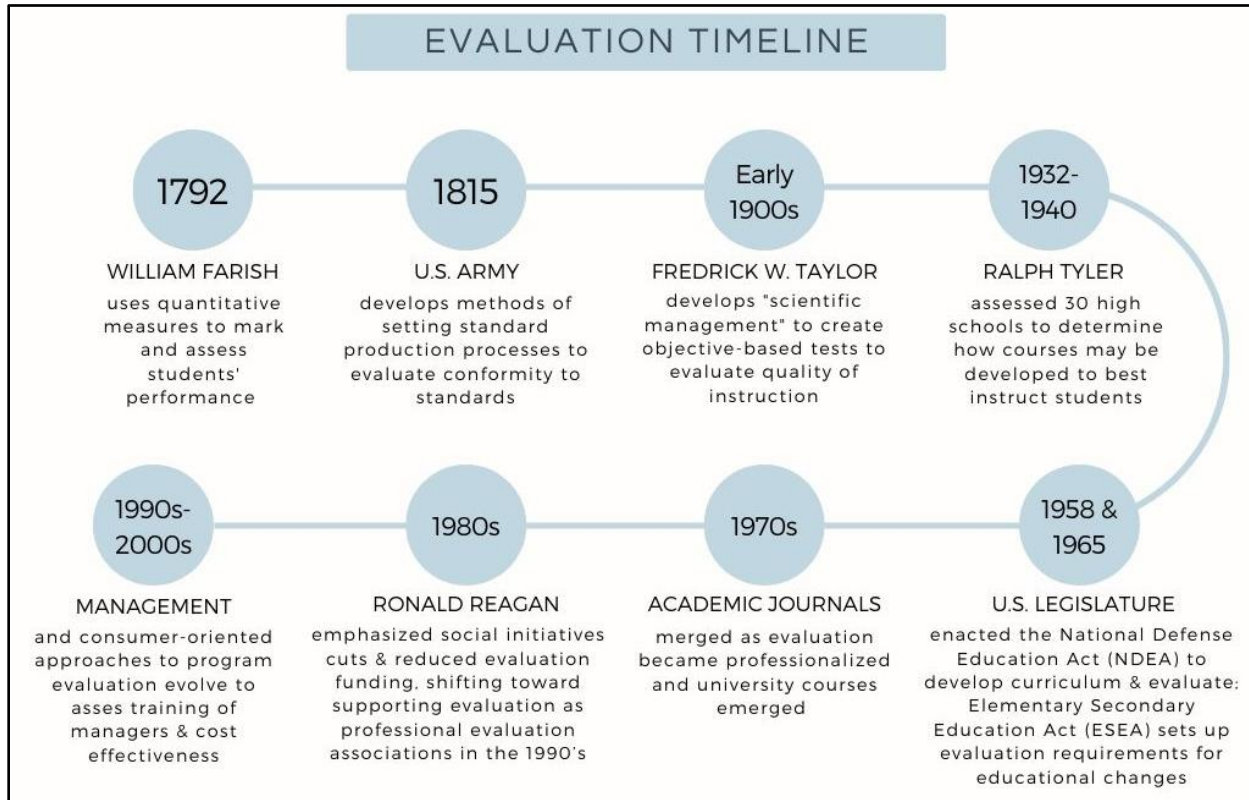 EVALUATION TIMELINE
1792
WILLIAM FARISH
uses quantitative
measures to mark
and assess
students'
performance
1815
U.S. ARMY
develops methods of
setting standard
production processes to
evaluate conformity to
standards
Early
1900s
FREDRICK W. TAYLOR
develops "scientific
management" to create
objective-based tests to
evaluate quality of
instruction
1932-
1940
RALPH TYLER
assessed 30 high
schools to determine
how courses may be
developed to best
instruct students
1958 &
1965
U.S. LEGISLATURE
enacted the National Defense
Education Act (NDEA) to
develop curriculum & evaluate;
Elementary Secondary
Education Act (ESEA) sets up
evaluation requirements for
educational changes
1970s
ACADEMIC JOURNALS
merged as evaluation
became professionalized
and university courses
emerged
1980s
RONALD REAGAN
emphasized social initiatives
cuts & reduced evaluation
funding, shifting toward
supporting evaluation as
professional evaluation
associations in the 1990's
1990s-
2000s
MANAGEMENT
and consumer-oriented
approaches to program
evaluation evolve to
asses training of
managers & cost
effectiveness